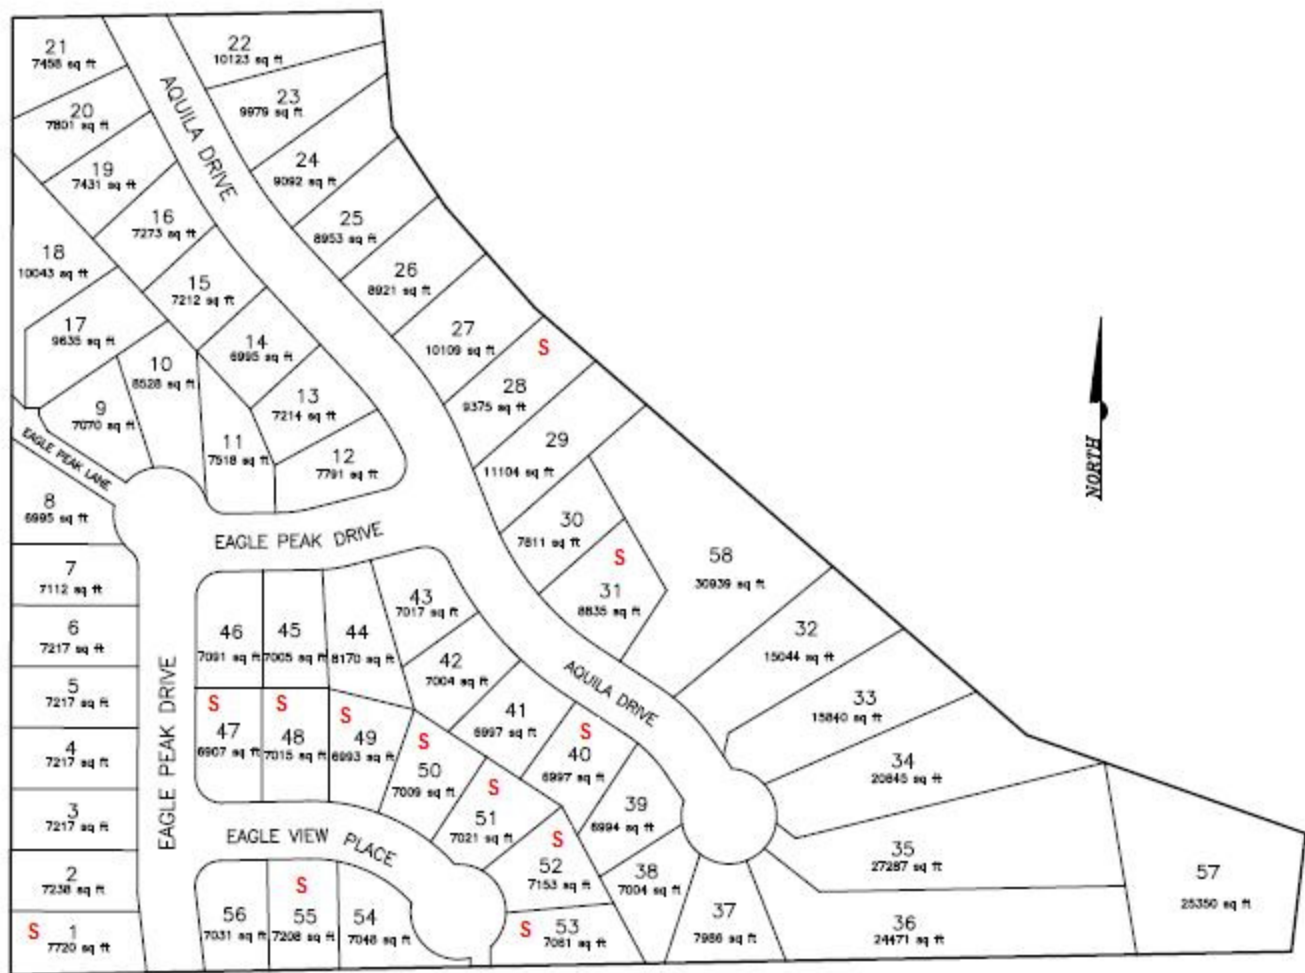 21
7458 sq ft
22
10123 sq ft
20
7801 sq ft
23
9979 sq ft
AQUILA DRIVE
19
7431 sq ft
24
9092 sq ft
16
7273 sq ft
25
8953 sq ft
18
10043 sq ft
15
7212 sq ft
26
8921 sq ft
17
9635 sq ft
14
6995 sq ft
27
10109 sq ft
S
10
8528 sq ft
13
7214 sq ft
28
9375 sq ft
9
7070 sq ft
11
7518 sq ft
12
7791 sq ft
29
11104 sq ft
NORTH
EAGLE PEAK LANE
8
6995 sq ft
EAGLE PEAK DRIVE
30
7811 sq ft
S
31
8835 sq ft
58
30939 sq ft
7
7112 sq ft
43
7017 sq ft
6
7217 sq ft
46
7091 sq ft
45
7005 sq ft
44
8170 sq ft
42
7004 sq ft
32
15044 sq ft
5
7217 sq ft
EAGLE PEAK DRIVE
AQUILA DRIVE
33
15840 sq ft
S
47
6907 sq ft
S
48
7015 sq ft
S
49
6993 sq ft
S
50
7009 sq ft
41
6997 sq ft
S
40
6997 sq ft
4
7217 sq ft
34
20845 sq ft
3
7217 sq ft
S
51
7021 sq ft
39
6994 sq ft
EAGLE VIEW PLACE
S
52
7153 sq ft
38
7004 sq ft
35
27287 sq ft
57
25350 sq ft
2
7238 sq ft
S
1
7720 sq ft
56
7031 sq ft
S
55
7208 sq ft
54
7048 sq ft
S
53
7081 sq ft
37
7986 sq ft
36
24471 sq ft